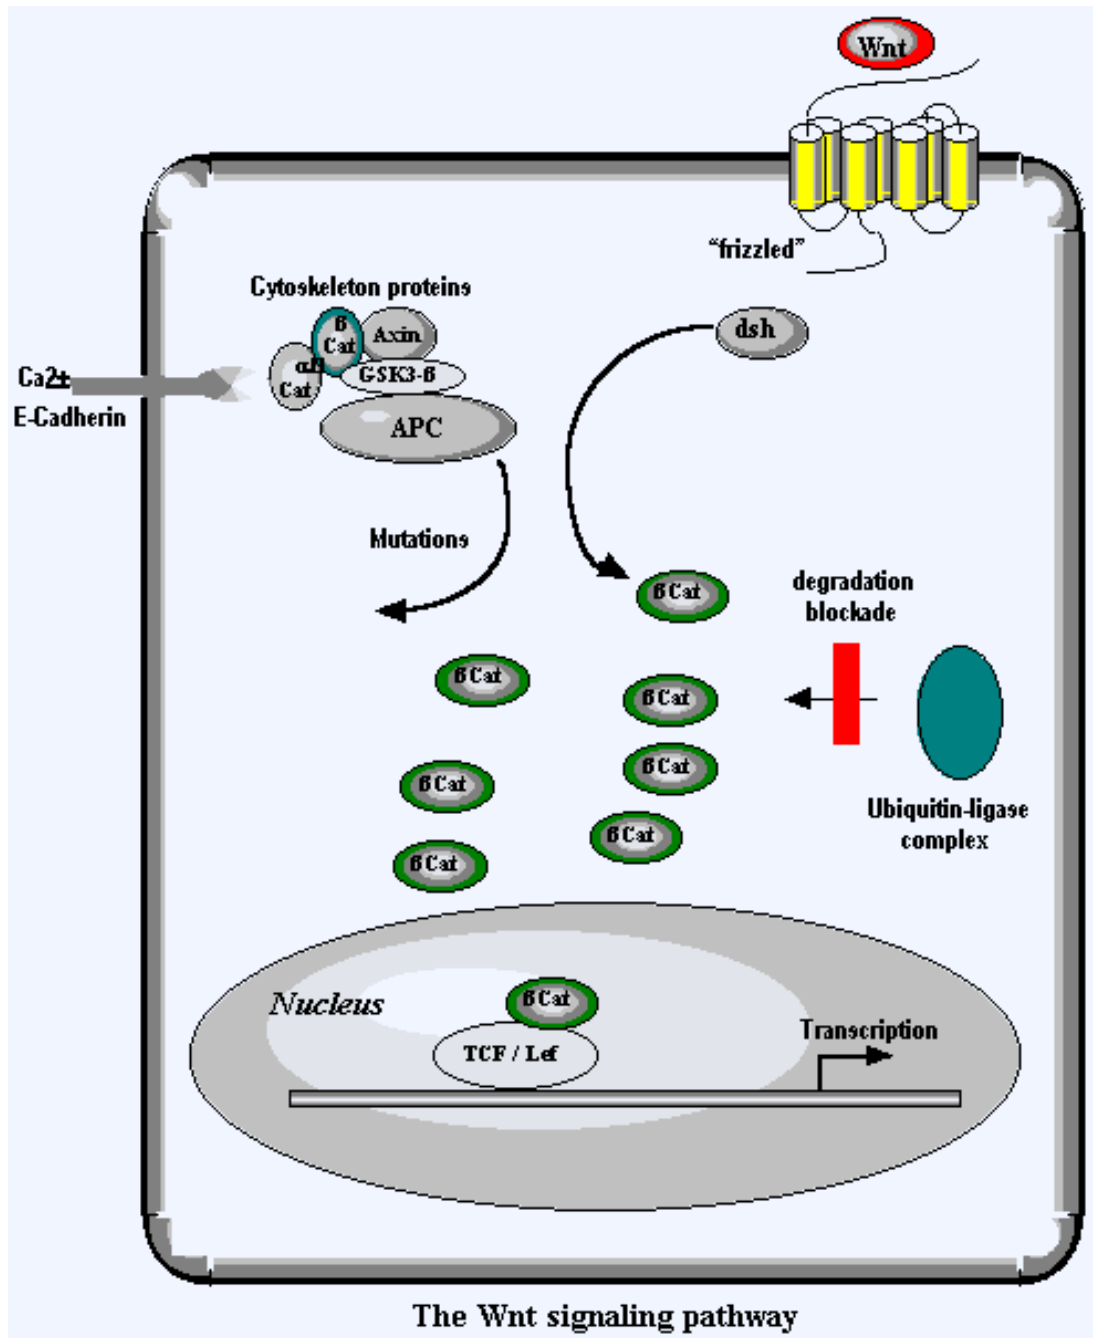 Wnt
"frizzled"
Cytoskeleton proteins
β
Cat
Axin
dsh
Cat
GSK3-β
Ca2+
E-Cadherin
APC
Mutations
βCat
degradation
blockade
βCat
βCat
βCat
βCat
βCat
βCat
Ubiquitin-ligase
complex
Nucleus
βCat
TCF / Lef
Transcription
The Wnt signaling pathway